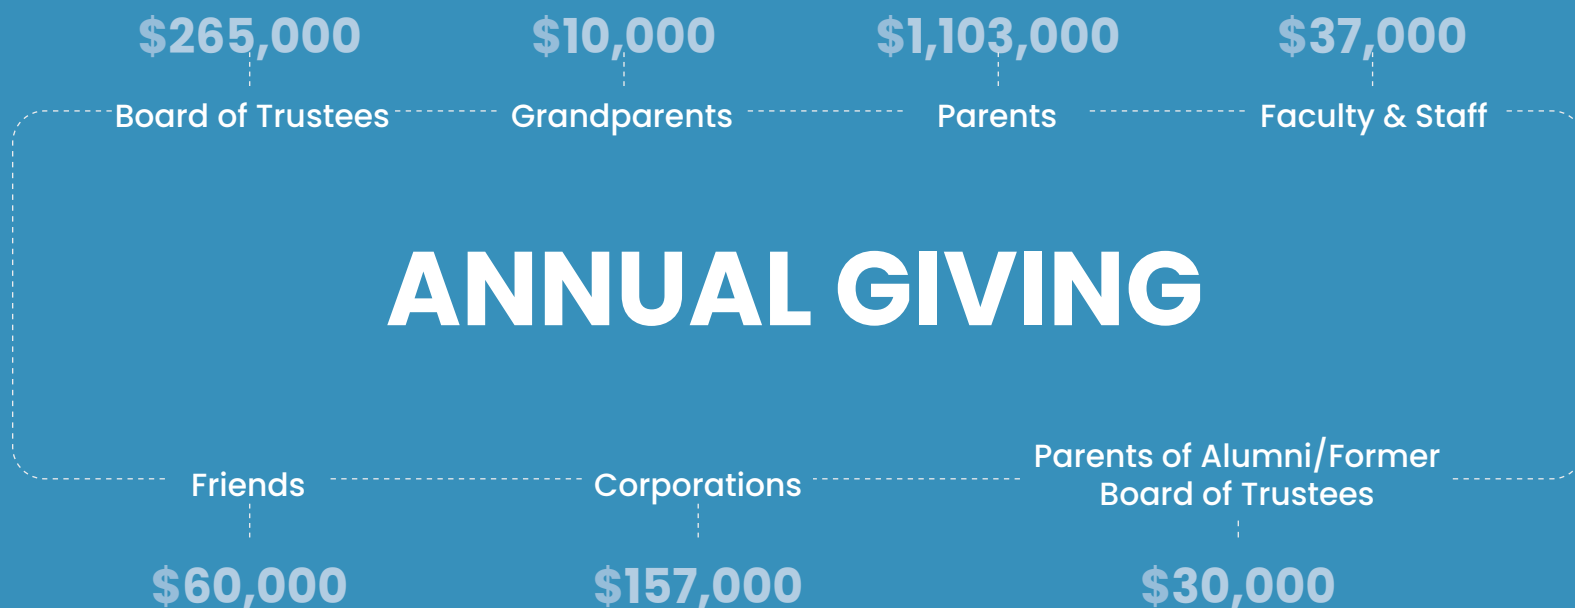 $265,000 $10,000 $1,103,000 $37,000
Board of Trustees Grandparents Parents Faculty & Staff
ANNUAL GIVING
Parents of Alumni/Former
Friends Corporations Board of Trustees
$60,000 $157,000 $30,000